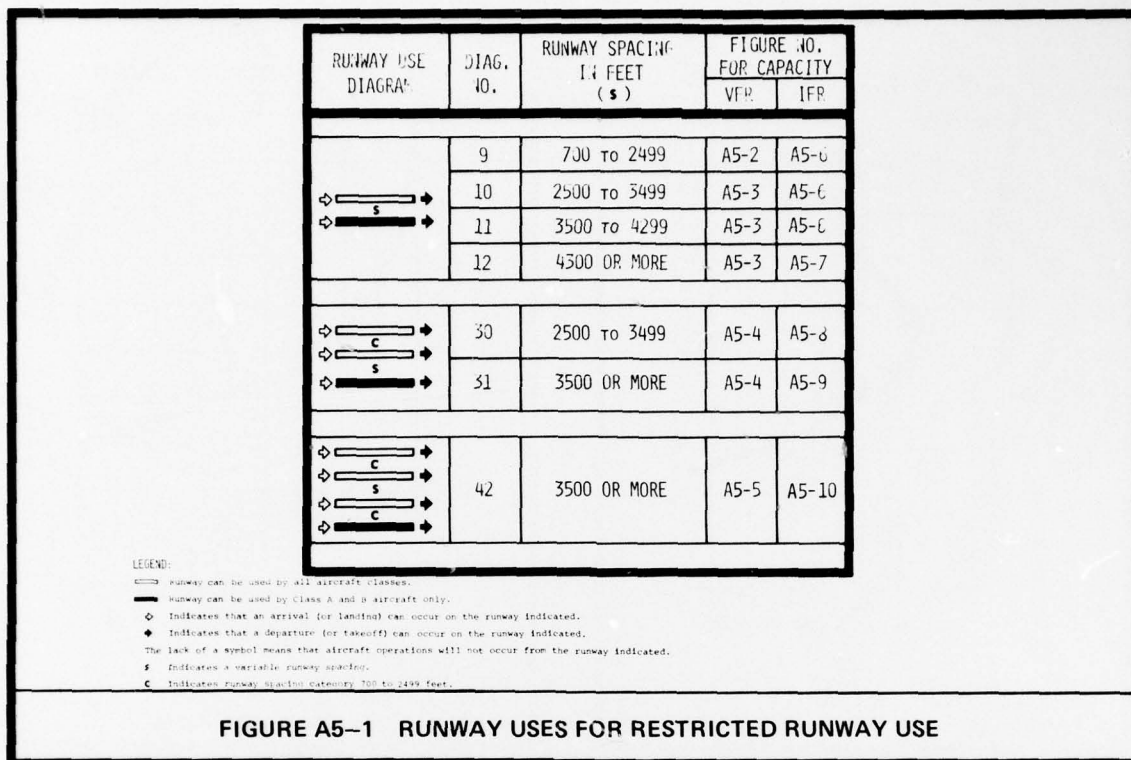 RUNWAY USE DIAGRAM
DIAG. NO.
RUNWAY SPACING IN FEET (S)
FIGURE NO. FOR CAPACITY
VFR IFR
9 700 TO 2499 A5-2 A5-6
S
10 2500 TO 3499 A5-3 A5-6
11 3500 TO 4299 A5-3 A5-6
12 4300 OR MORE A5-3 A5-7
C
S
30 2500 TO 3499 A5-4 A5-8
31 3500 OR MORE A5-4 A5-9
C
S
C
42 3500 OR MORE A5-5 A5-10
LEGEND:
Runway can be used by all aircraft classes.
Runway can be used by Class A and B aircraft only.
Indicates that an arrival (or landing) can occur on the runway indicated.
Indicates that a departure (or takeoff) can occur on the runway indicated.
The lack of a symbol means that aircraft operations will not occur from the runway indicated.
S Indicates a variable runway spacing.
C Indicates runway spacing category 700 to 2499 feet.
FIGURE A5-1 RUNWAY USES FOR RESTRICTED RUNWAY USE